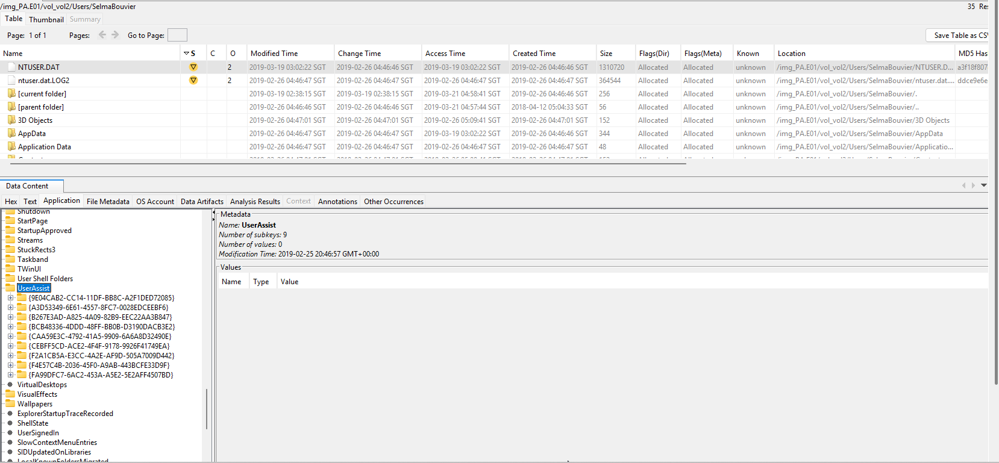 /img_PA.E01/vol_vol2/Users/SelmaBouvier
35 Res
Table Thumbnail Summary
Page: 1 of 1 Pages: Go to Page:
Save Table as CSV
Name S C O Modified Time Change Time Access Time Created Time Size Flags(Dir) Flags(Meta) Known Location MD5 Has
NTUSER.DAT 2 2019-03-19 03:02:22 SGT 2019-02-26 04:46:46 SGT 2019-03-19 03:02:22 SGT 2019-02-26 04:46:46 SGT 1310720 Allocated Allocated unknown /img_PA.E01/vol_vol2/Users/SelmaBouvier/NTUSER.D... a3f18f807
ntuser.dat.LOG2 2 2019-02-26 04:46:46 SGT 2019-02-26 04:46:46 SGT 2019-02-26 04:46:46 SGT 2019-02-26 04:46:46 SGT 364544 Allocated Allocated unknown /img_PA.E01/vol_vol2/Users/SelmaBouvier/ntuser.dat.... ddce9e6e
[current folder] 2019-03-19 02:38:15 SGT 2019-03-19 02:38:15 SGT 2019-03-21 04:58:41 SGT 2019-02-26 04:46:46 SGT 256 Allocated Allocated unknown /img_PA.E01/vol_vol2/Users/SelmaBouvier/.
[parent folder] 2019-02-26 04:46:46 SGT 2019-02-26 04:46:46 SGT 2019-03-21 04:57:44 SGT 2018-04-12 05:04:33 SGT 56 Allocated Allocated unknown /img_PA.E01/vol_vol2/Users/SelmaBouvier/..
3D Objects 2019-02-26 04:47:01 SGT 2019-02-26 04:47:01 SGT 2019-02-26 05:09:41 SGT 2019-02-26 04:47:01 SGT 152 Allocated Allocated unknown /img_PA.E01/vol_vol2/Users/SelmaBouvier/3D Objects
AppData 2019-02-26 04:46:47 SGT 2019-02-26 04:46:47 SGT 2019-03-19 03:02:22 SGT 2019-02-26 04:46:46 SGT 344 Allocated Allocated unknown /img_PA.E01/vol_vol2/Users/SelmaBouvier/AppData
Application Data 2019-02-26 04:46:47 SGT 2019-02-26 04:46:47 SGT 2019-02-26 04:46:47 SGT 2019-02-26 04:46:47 SGT 48 Allocated Allocated unknown /img_PA.E01/vol_vol2/Users/SelmaBouvier/Applicatio...
Data Content
Hex Text Application File Metadata OS Account Data Artifacts Analysis Results Context Annotations Other Occurrences
Shutdown
StartPage
StartupApproved
Streams
StuckRects3
Taskband
TWinUI
User Shell Folders
UserAssist
{9E04CAB2-CC14-11DF-BB8C-A2F1DED72085}
{A3D53349-6E61-4557-8FC7-0028EDCEEBF6}
{B267E3AD-A825-4A09-82B9-EEC22AA3B847}
{BCB48336-4DDD-48FF-BB0B-D3190DACB3E2}
{CAA59E3C-4792-41A5-9909-6A6A8D32490E}
{CEBFF5CD-ACE2-4F4F-9178-9926F41749EA}
{F2A1CB5A-E3CC-4A2E-AF9D-505A7009D442}
{F4E57C4B-2036-45F0-A9AB-443BCFE33D9F}
{FA99DFC7-6AC2-453A-A5E2-5E2AFF4507BD}
VirtualDesktops
VisualEffects
Wallpapers
ExplorerStartupTraceRecorded
ShellState
UserSignedIn
SlowContextMenuEntries
SIDUpdatedOnLibraries
LocalKnownFoldersMigrated
Metadata
Name: UserAssist
Number of subkeys: 9
Number of values: 0
Modification Time: 2019-02-25 20:46:57 GMT+00:00
Values
Name Type Value